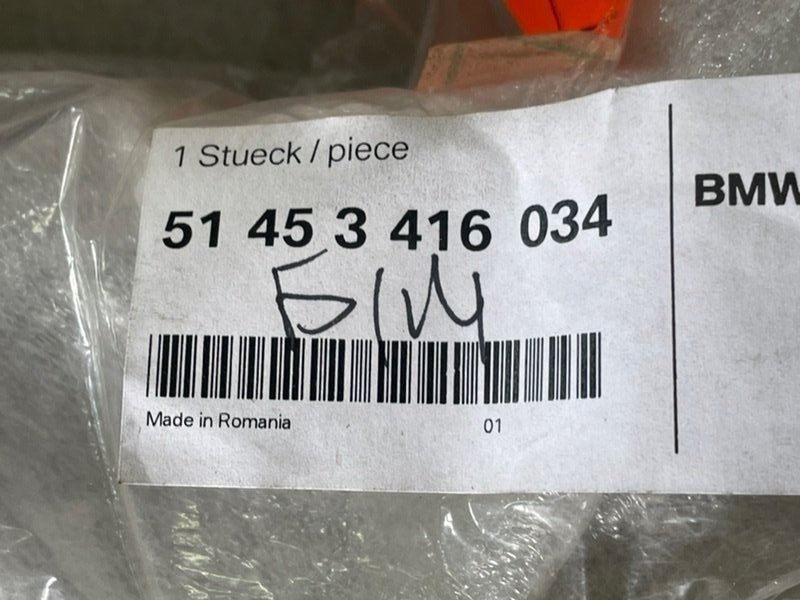 1 Stueck / piece
51 45 3 416 034
Б/М
Made in Romania 01
BMW